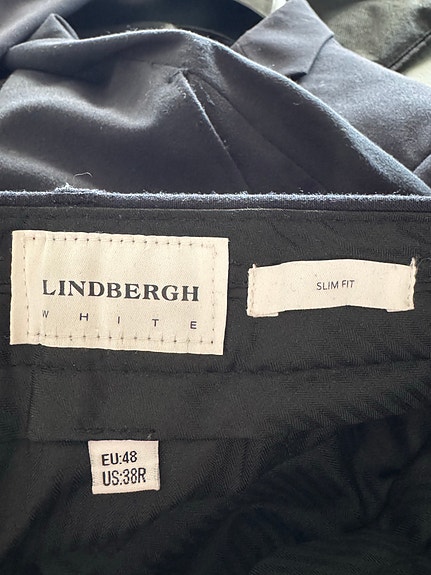 LINDBERGH
WHITE
SLIM FIT
EU:48
US:38R